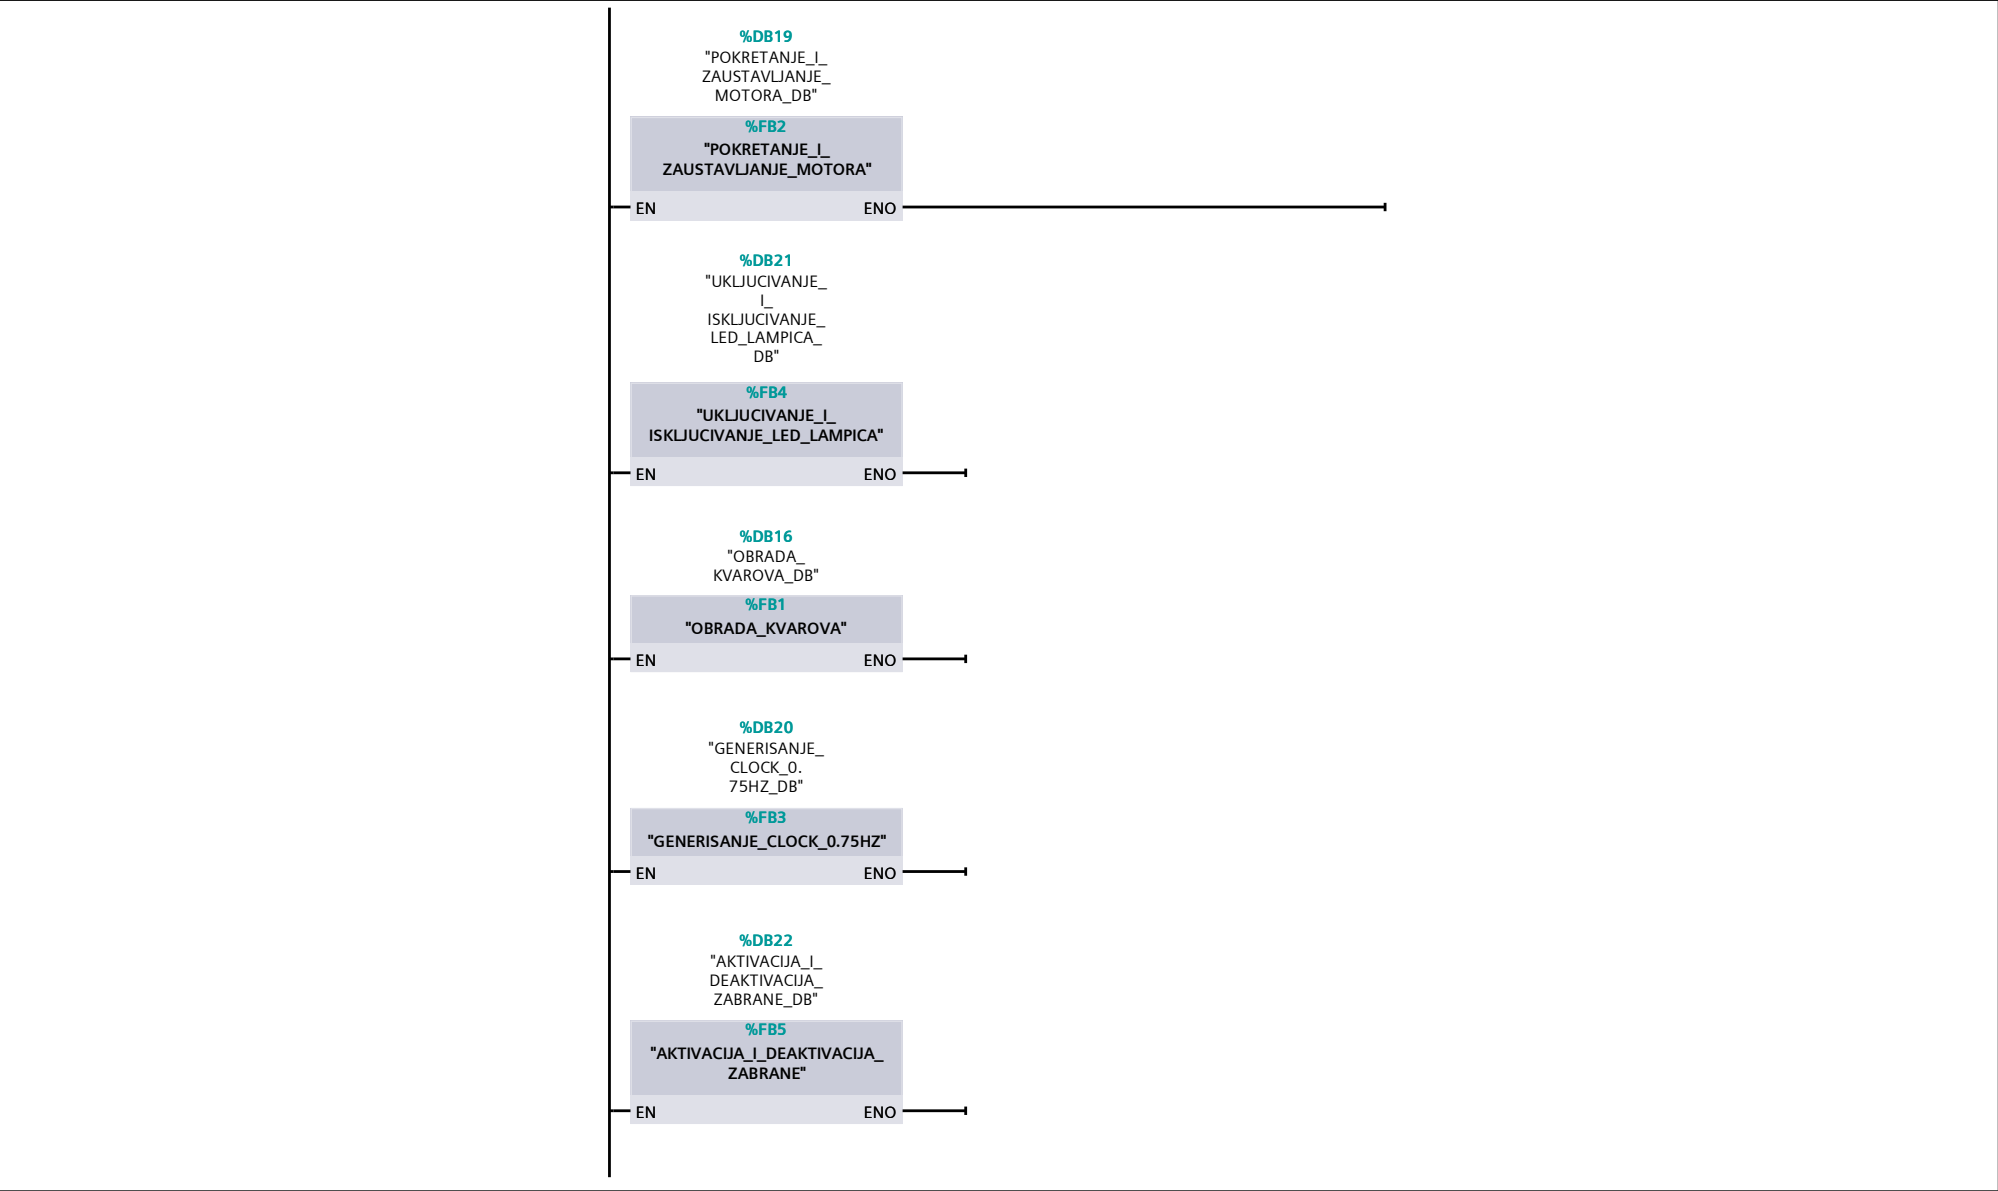 %DB19
"POKRETANJE_I_
ZAUSTAVLJANJE_
MOTORA_DB"
%FB2
"POKRETANJE_I_
ZAUSTAVLJANJE_MOTORA"
EN ENO
%DB21
"UKLJUCIVANJE_
I_
ISKLJUCIVANJE_
LED_LAMPICA_
DB"
%FB4
"UKLJUCIVANJE_I_
ISKLJUCIVANJE_LED_LAMPICA"
EN ENO
%DB16
"OBRADA_
KVAROVA_DB"
%FB1
"OBRADA_KVAROVA"
EN ENO
%DB20
"GENERISANJE_
CLOCK_0.
75HZ_DB"
%FB3
"GENERISANJE_CLOCK_0.75HZ"
EN ENO
%DB22
"AKTIVACIJA_I_
DEAKTIVACIJA_
ZABRANE_DB"
%FB5
"AKTIVACIJA_I_DEAKTIVACIJA_
ZABRANE"
EN ENO